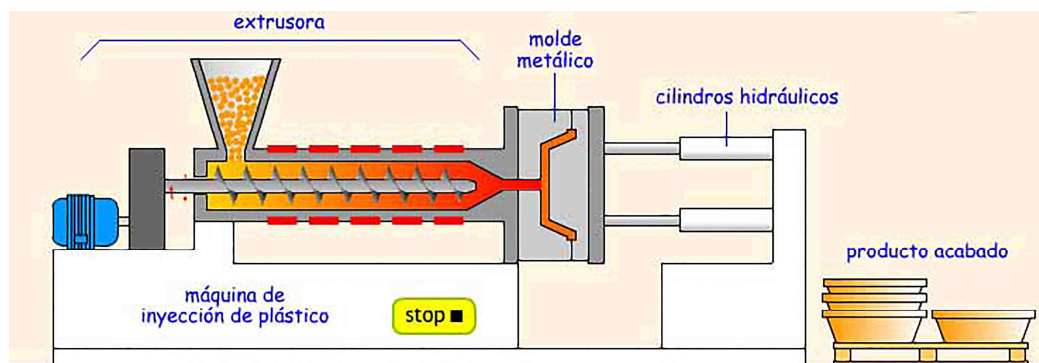 extrusora
molde
metálico
cilindros hidráulicos
producto acabado
máquina de
inyección de plástico
stop